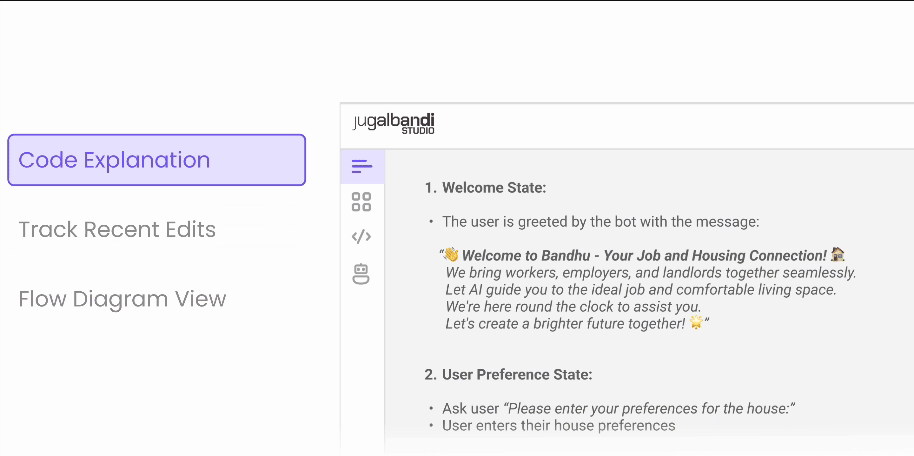 Code Explanation
Track Recent Edits
Flow Diagram View
jugalbandi
STUDIO
1. Welcome State:
• The user is greeted by the bot with the message:
“👋 Welcome to Bandhu - Your Job and Housing Connection! 🏠
We bring workers, employers, and landlords together seamlessly.
Let AI guide you to the ideal job and comfortable living space.
We're here round the clock to assist you.
Let's create a brighter future together! 🌟”
2. User Preference State:
• Ask user “Please enter your preferences for the house:”
• User enters their house preferences